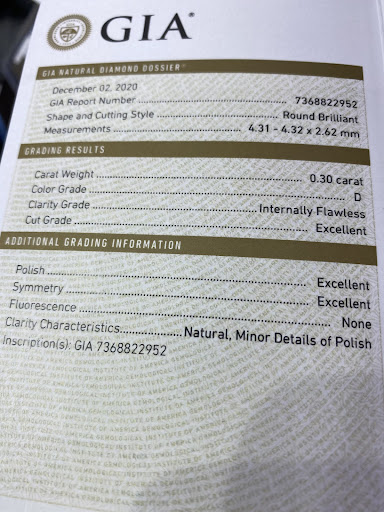 GIA®
GIA NATURAL DIAMOND DOSSIER®
December 02, 2020
GIA Report Number ........ 7368822952
Shape and Cutting Style ........ Round Brilliant
Measurements ........ 4.31 - 4.32 x 2.62 mm
GRADING RESULTS
Carat Weight ........ 0.30 carat
Color Grade ........ D
Clarity Grade ........ Internally Flawless
Cut Grade ........ Excellent
ADDITIONAL GRADING INFORMATION
Polish ........ Excellent
Symmetry ........ Excellent
Fluorescence ........ None
Clarity Characteristics ........ Natural, Minor Details of Polish
Inscription(s): GIA 7368822952